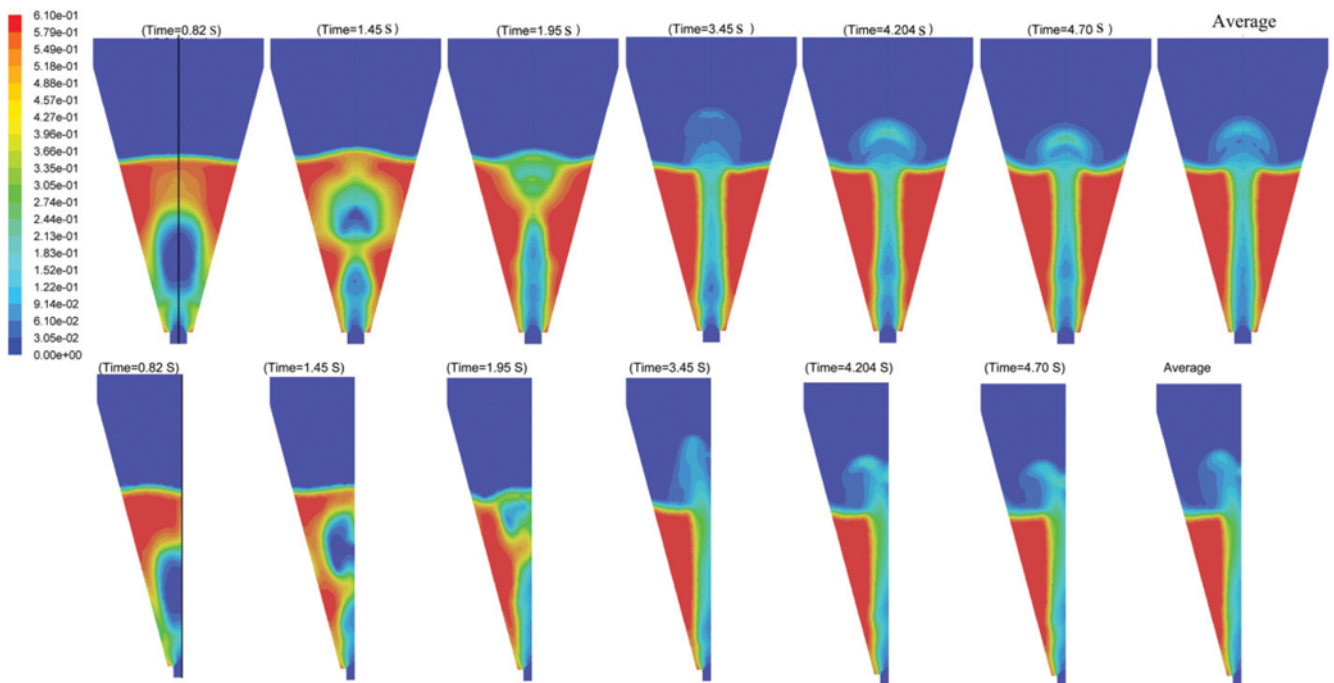 6.10e-01
5.79e-01
5.49e-01
5.18e-01
4.88e-01
4.57e-01
4.27e-01
3.96e-01
3.66e-01
3.35e-01
3.05e-01
2.74e-01
2.44e-01
2.13e-01
1.83e-01
1.52e-01
1.22e-01
9.14e-02
6.10e-02
3.05e-02
0.00e+00
(Time=0.82 S) (Time=1.45 S) (Time=1.95 S) (Time=3.45 S) (Time=4.204 S) (Time=4.70 S) Average
(Time=0.82 S) (Time=1.45 S) (Time=1.95 S) (Time=3.45 S) (Time=4.204 S) (Time=4.70 S) Average